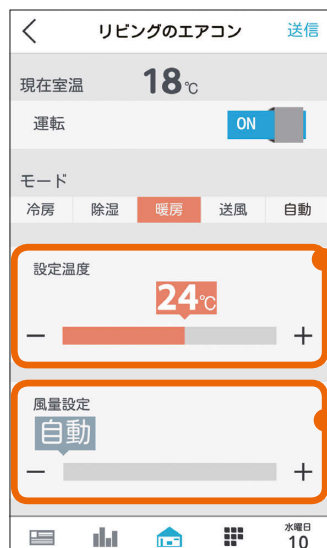 リビングのエアコン 送信
現在室温 18℃
運転 ON
モード
冷房 除湿 暖房 送風 自動
設定温度
24℃
− +
風量設定
自動
− +
水曜日
10